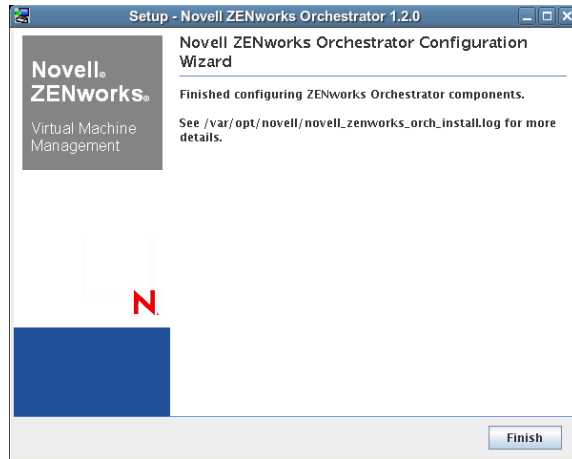 Setup - Novell ZENworks Orchestrator 1.2.0
Novell®
ZENworks®
Virtual Machine
Management
Novell ZENworks Orchestrator Configuration
Wizard
Finished configuring ZENworks Orchestrator components.
See /var/opt/novell/novell_zenworks_orch_install.log for more
details.
N
Finish